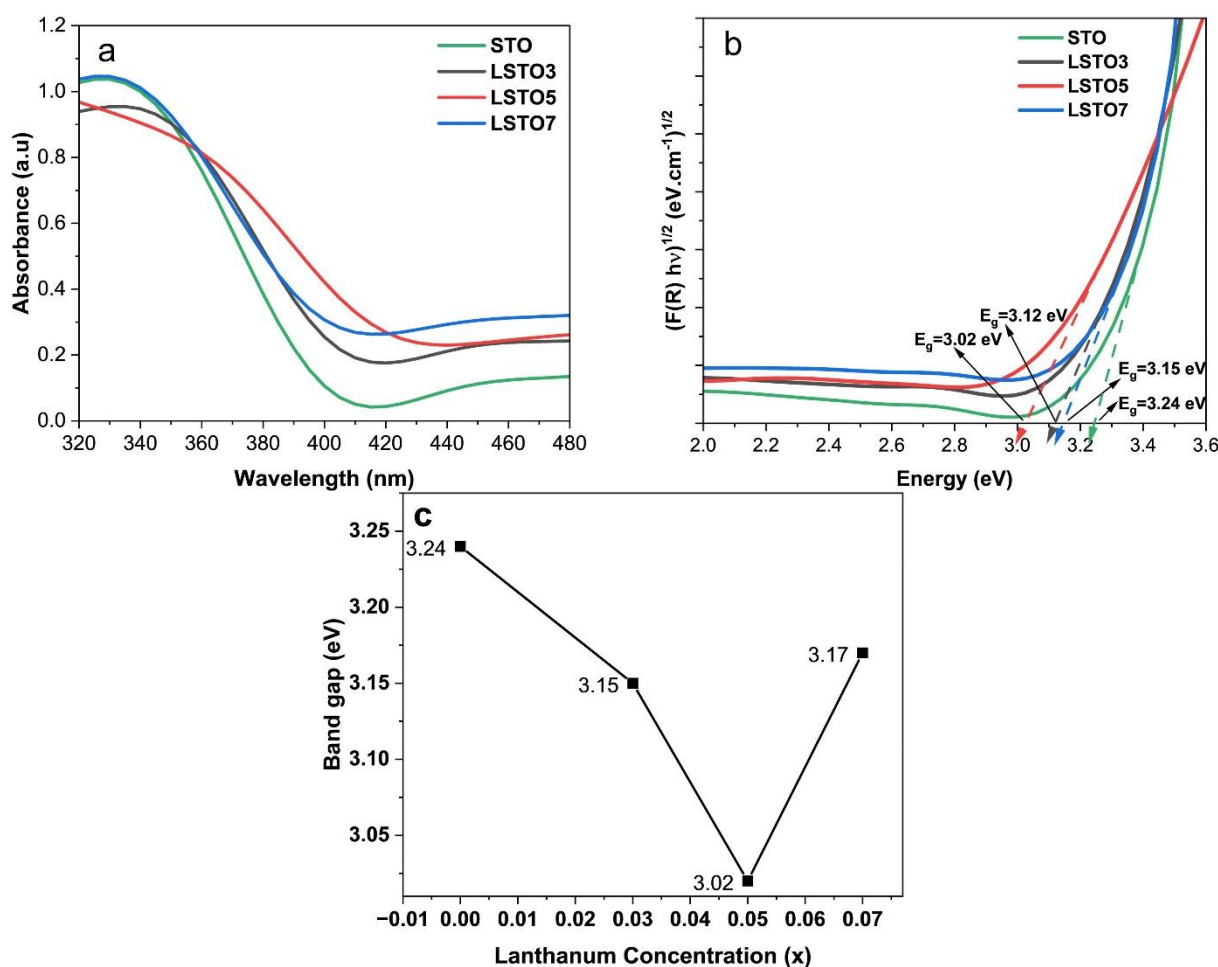 a
STO
LSTO3
LSTO5
LSTO7
1.2
1.0
0.8
0.6
0.4
0.2
0.0
Absorbance (a.u)
320 340 360 380 400 420 440 460 480
Wavelength (nm)
b
STO
LSTO3
LSTO5
LSTO7
(F(R) hν)^1/2 (eV.cm⁻¹)^1/2
E_g=3.12 eV
E_g=3.02 eV
E_g=3.15 eV
E_g=3.24 eV
2.0 2.2 2.4 2.6 2.8 3.0 3.2 3.4 3.6
Energy (eV)
c
3.25
3.20
3.15
3.10
3.05
Band gap (eV)
3.24
3.15
3.17
3.02
−0.01 0.00 0.01 0.02 0.03 0.04 0.05 0.06 0.07
Lanthanum Concentration (x)